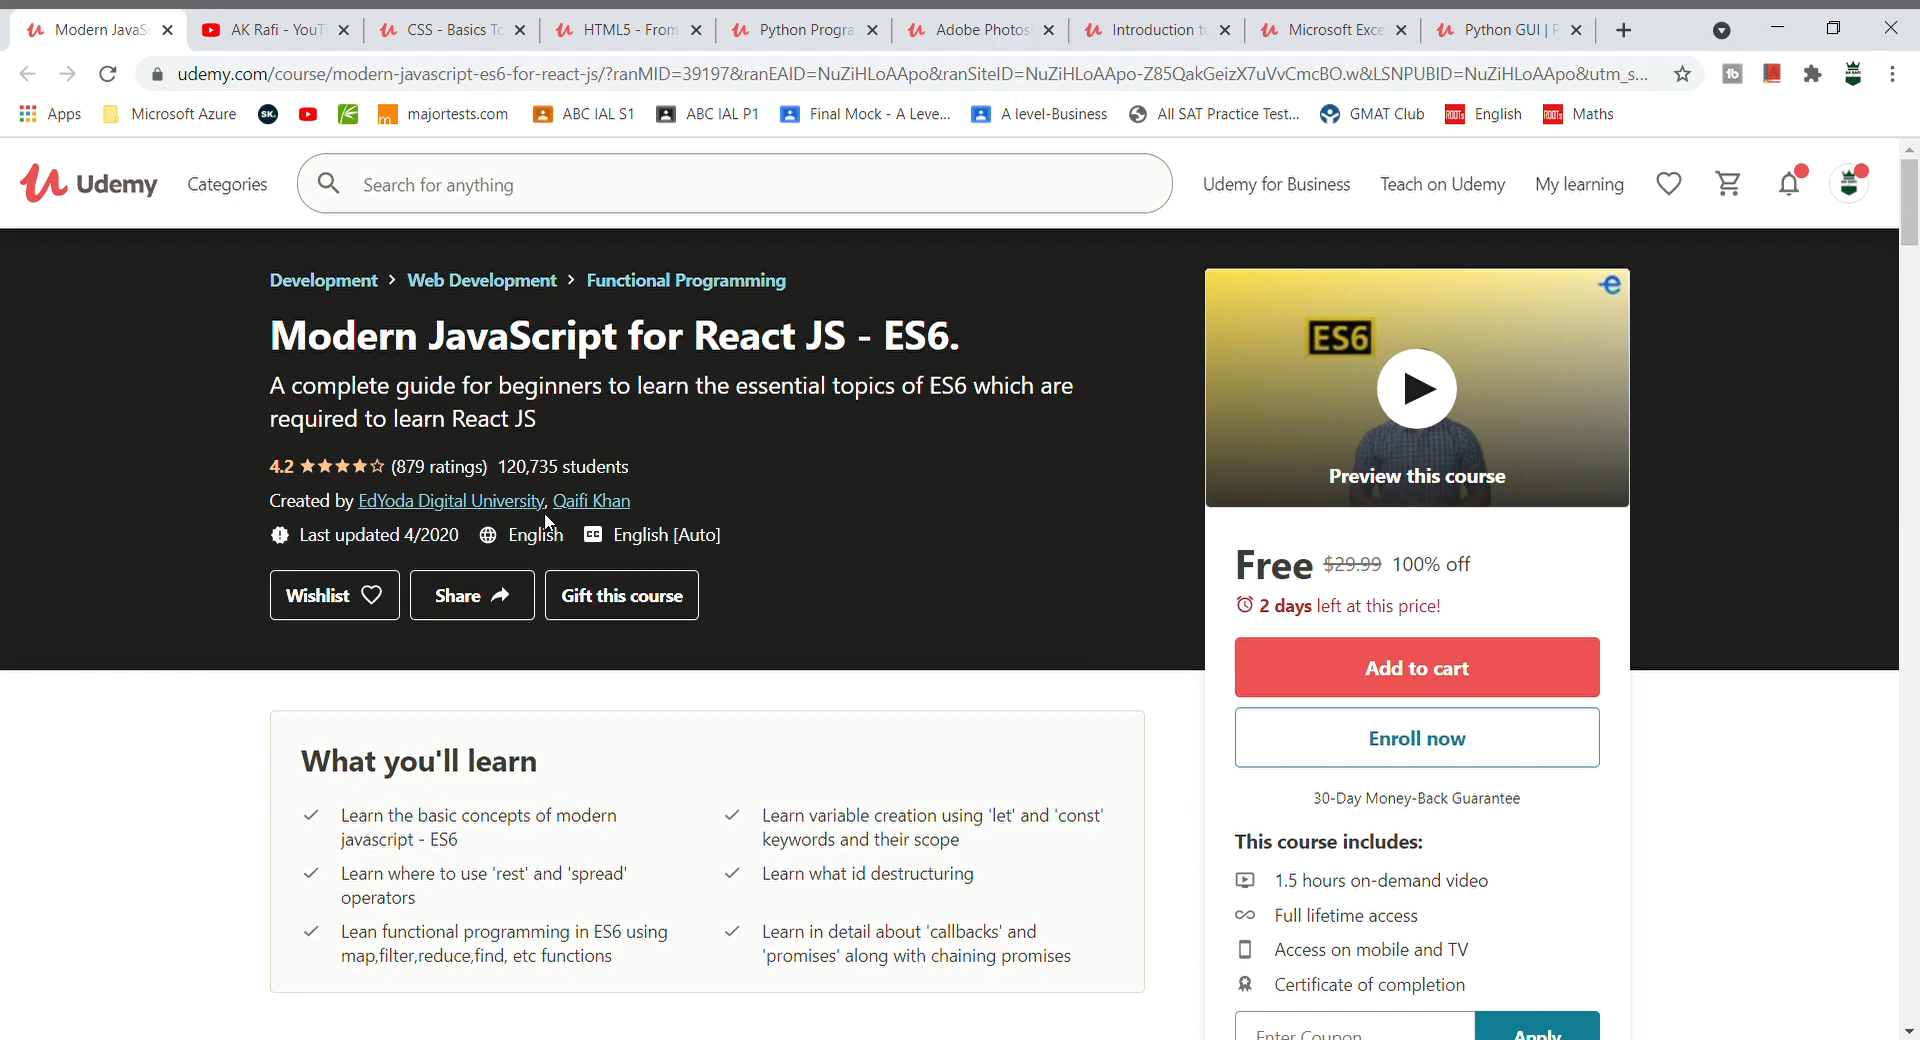 Modern JavaSc
AK Rafi - YouT
CSS - Basics To
HTML5 - From
Python Progra
Adobe Photos
Introduction to
Microsoft Exce
Python GUI | P
udemy.com/course/modern-javascript-es6-for-react-js/?ranMID=39197&ranEAID=NuZiHLoAApo&ranSiteID=NuZiHLoAApo-Z85QakGeizX7uVvCmcBO.w&LSNPUBID=NuZiHLoAApo&utm_s...
Apps
Microsoft Azure
SK.
majortests.com
ABC IAL S1
ABC IAL P1
Final Mock - A Leve...
A level-Business
All SAT Practice Test...
GMAT Club
ROOTs
English
ROOTs
Maths
Udemy
Categories
Search for anything
Udemy for Business
Teach on Udemy
My learning
Development > Web Development > Functional Programming
Modern JavaScript for React JS - ES6.
A complete guide for beginners to learn the essential topics of ES6 which are
required to learn React JS
4.2 (879 ratings) 120,735 students
Created by EdYoda Digital University, Qaifi Khan
Last updated 4/2020 English English [Auto]
Wishlist
Share
Gift this course
ES6
Preview this course
Free $29.99 100% off
2 days left at this price!
Add to cart
Enroll now
30-Day Money-Back Guarantee
This course includes:
1.5 hours on-demand video
Full lifetime access
Access on mobile and TV
Certificate of completion
Enter Coupon
Apply
What you'll learn
Learn the basic concepts of modern
javascript - ES6
Learn variable creation using 'let' and 'const'
keywords and their scope
Learn where to use 'rest' and 'spread'
operators
Learn what id destructuring
Lean functional programming in ES6 using
map,filter,reduce,find, etc functions
Learn in detail about 'callbacks' and
'promises' along with chaining promises